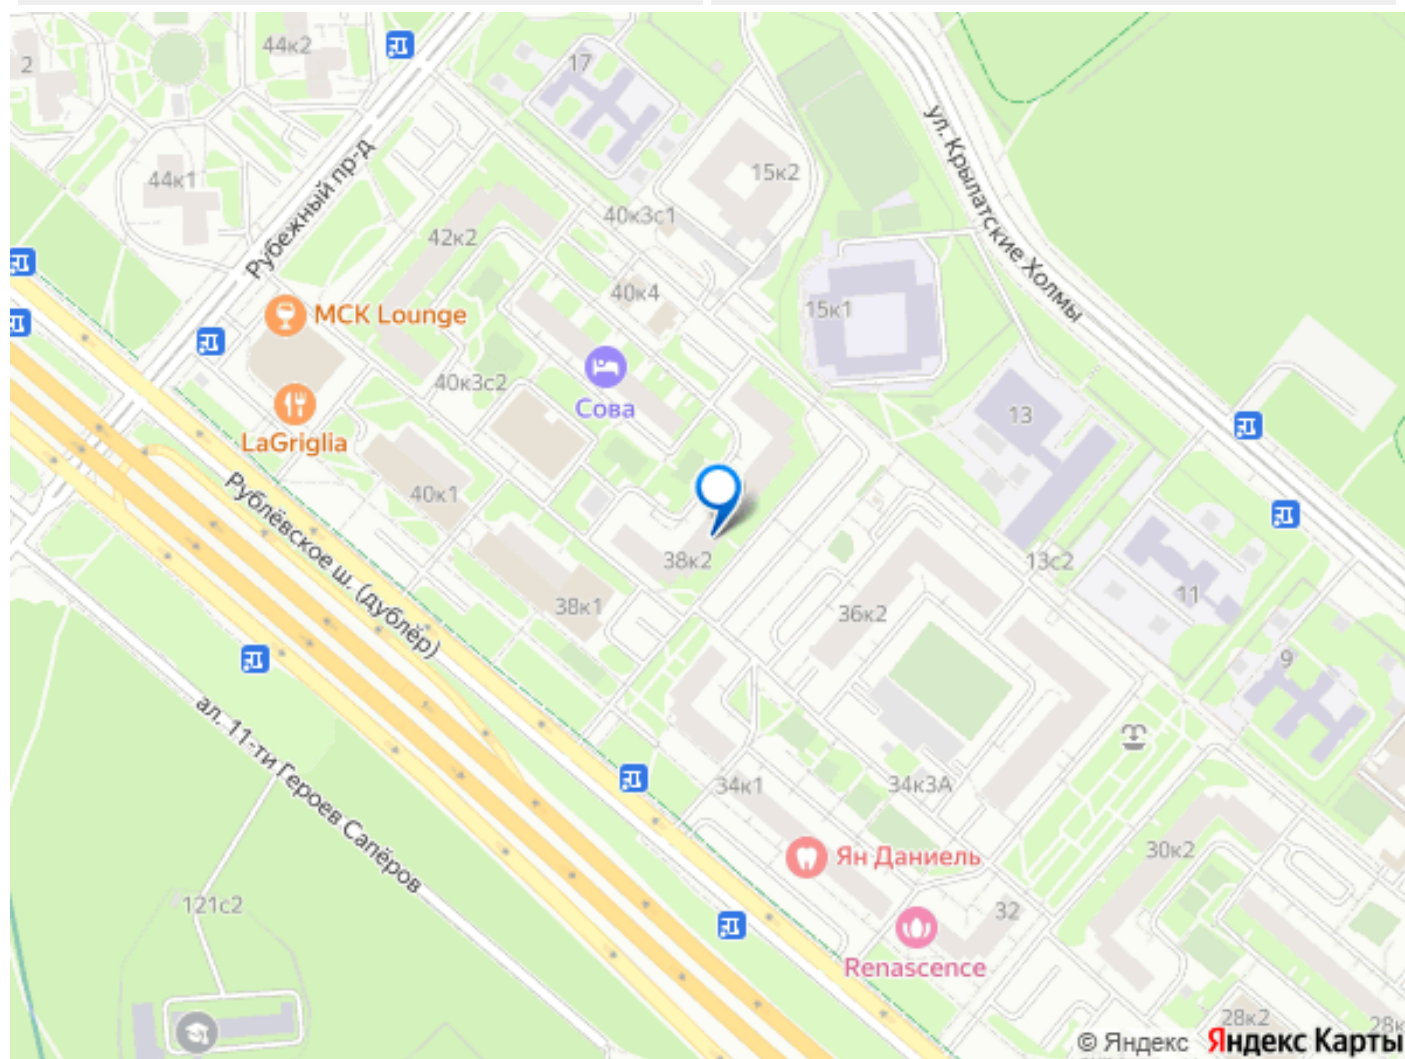 44к2
2
17
ул. Крылатские Холмы
44к1
Рубежный пр-д
15к2
40к3с1
42к2
40к4
MCK Lounge
15к1
40к3с2
Сова
13
LaGriglia
40к1
Рублёвское ш. (дублёр)
38к2
13с2
38к1
36к2
11
9
ал. 11-ти Героев Сапёров
34к1
34к3А
Ян Даниель
30к2
121с2
32
Renascence
28к2
28к
© Яндекс
Яндекс Карты